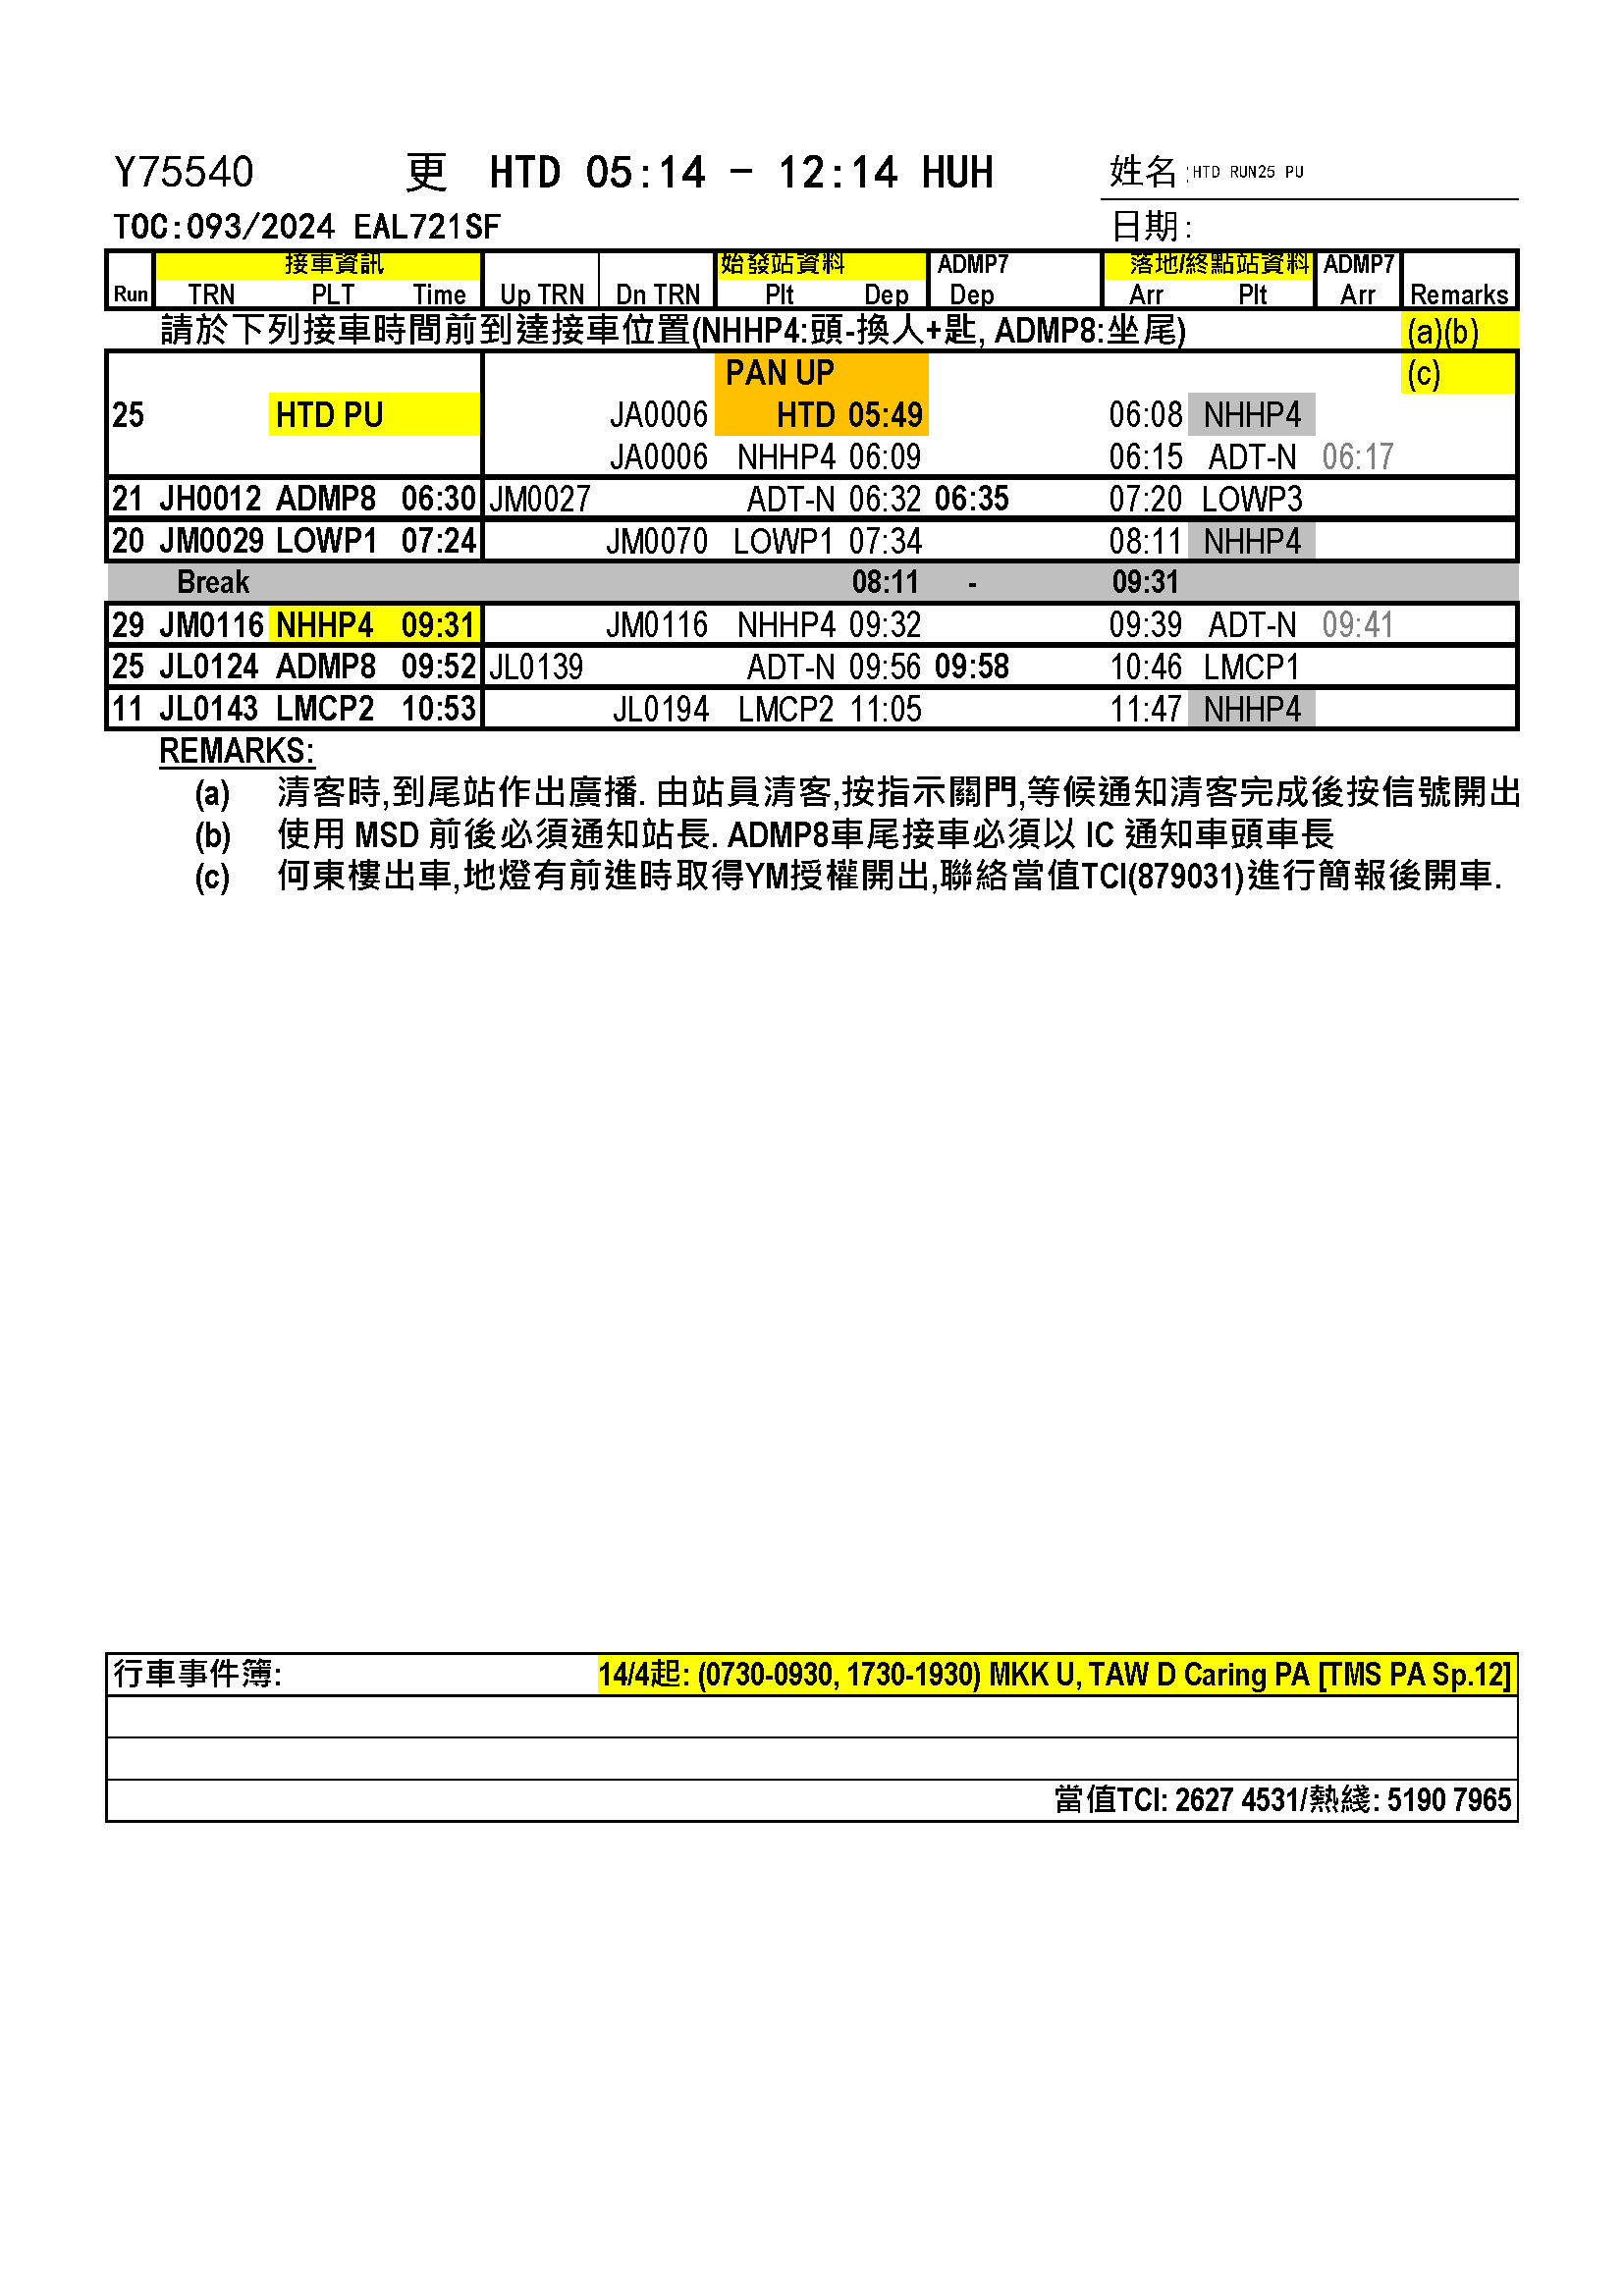 Y75540 更 HTD 05:14 - 12:14 HUH 姓名:HTD RUN25 PU
TOC:093/2024 EAL721SF 日期:
接車資訊 始發站資料 ADMP7 落地/終點站資料 ADMP7
Run TRN PLT Time Up TRN Dn TRN Plt Dep Dep Arr Plt Arr Remarks
請於下列接車時間前到達接車位置(NHHP4:頭-換人+匙, ADMP8:坐尾) (a)(b)
PAN UP (c)
25 HTD PU JA0006 HTD 05:49 06:08 NHHP4
JA0006 NHHP4 06:09 06:15 ADT-N 06:17
21 JH0012 ADMP8 06:30 JM0027 ADT-N 06:32 06:35 07:20 LOWP3
20 JM0029 LOWP1 07:24 JM0070 LOWP1 07:34 08:11 NHHP4
Break 08:11 - 09:31
29 JM0116 NHHP4 09:31 JM0116 NHHP4 09:32 09:39 ADT-N 09:41
25 JL0124 ADMP8 09:52 JL0139 ADT-N 09:56 09:58 10:46 LMCP1
11 JL0143 LMCP2 10:53 JL0194 LMCP2 11:05 11:47 NHHP4
REMARKS:
(a) 清客時,到尾站作出廣播. 由站員清客,按指示關門,等候通知清客完成後按信號開出
(b) 使用 MSD 前後必須通知站長. ADMP8車尾接車必須以 IC 通知車頭車長
(c) 何東樓出車,地燈有前進時取得YM授權開出,聯絡當值TCI(879031)進行簡報後開車.
行車事件簿: 14/4起: (0730-0930, 1730-1930) MKK U, TAW D Caring PA [TMS PA Sp.12]
當值TCI: 2627 4531/熱綫: 5190 7965